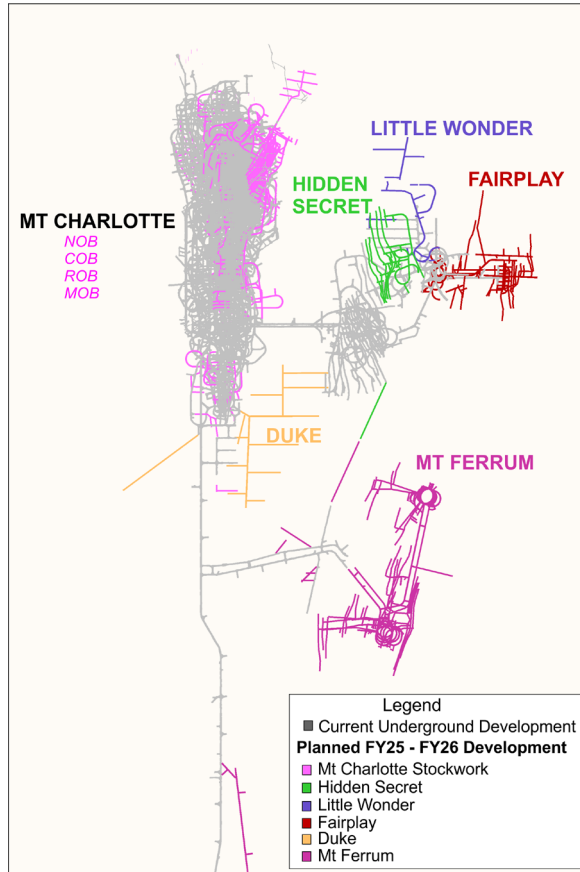 LITTLE WONDER
HIDDEN
SECRET
FAIRPLAY
MT CHARLOTTE
NOB
COB
ROB
MOB
DUKE
MT FERRUM
Legend
Current Underground Development
Planned FY25 - FY26 Development
Mt Charlotte Stockwork
Hidden Secret
Little Wonder
Fairplay
Duke
Mt Ferrum